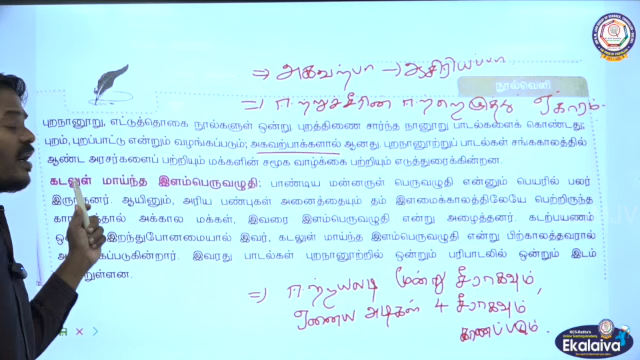 ⇒ அகவற்பா → ஆசிரியப்பா
நூல்வெளி
⇒ ஈற்றுச்சீரின் ஈற்றெழுத்து ஏகாரம்.
புறநானூறு, எட்டுத்தொகை நூல்களுள் ஒன்று. புறத்திணை சார்ந்த நானூறு பாடல்களைக் கொண்டது;
புறம், புறப்பாட்டு என்றும் வழங்கப்படும்; அகவற்பாக்களால் ஆனது. புறநானூற்றுப் பாடல்கள் சங்ககாலத்தில்
ஆண்ட அரசர்களைப் பற்றியும் மக்களின் சமூக வாழ்க்கை பற்றியும் எடுத்துரைக்கின்றன.
கடலுள் மாய்ந்த இளம்பெருவழுதி: பாண்டிய மன்னருள் பெருவழுதி என்னும் பெயரில் பலர்
இருந்தனர். ஆயினும், அரிய பண்புகள் அனைத்தையும் தம் இளமைக்காலத்திலேயே பெற்றிருந்த
அக்கால மக்கள், இவரை இளம்பெருவழுதி என்று அழைத்தனர். கடற்பயணம்
இறந்துபோனமையால் இவர், கடலுள் மாய்ந்த இளம்பெருவழுதி என்று பிற்காலத்தவரால்
இவரது பாடல்கள் புறநானூற்றில் ஒன்றும் பரிபாடலில் ஒன்றும் இடம்
⇒ ஈற்றயலடி மூன்று சீராகவும்,
ஏனைய அடிகள் 4 சீராகவும்
காணப்படும்.
Ekalaiva